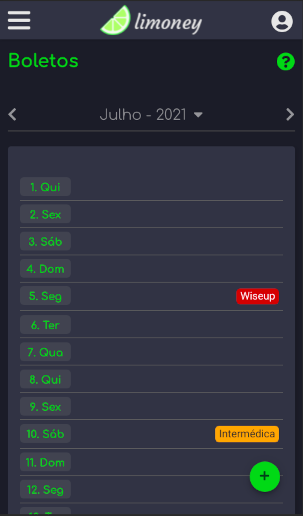 limoney
Boletos
Julho - 2021
1. Qui
2. Sex
3. Sáb
4. Dom
5. Seg Wiseup
6. Ter
7. Qua
8. Qui
9. Sex
10. Sáb Intermédica
11. Dom
12. Seg